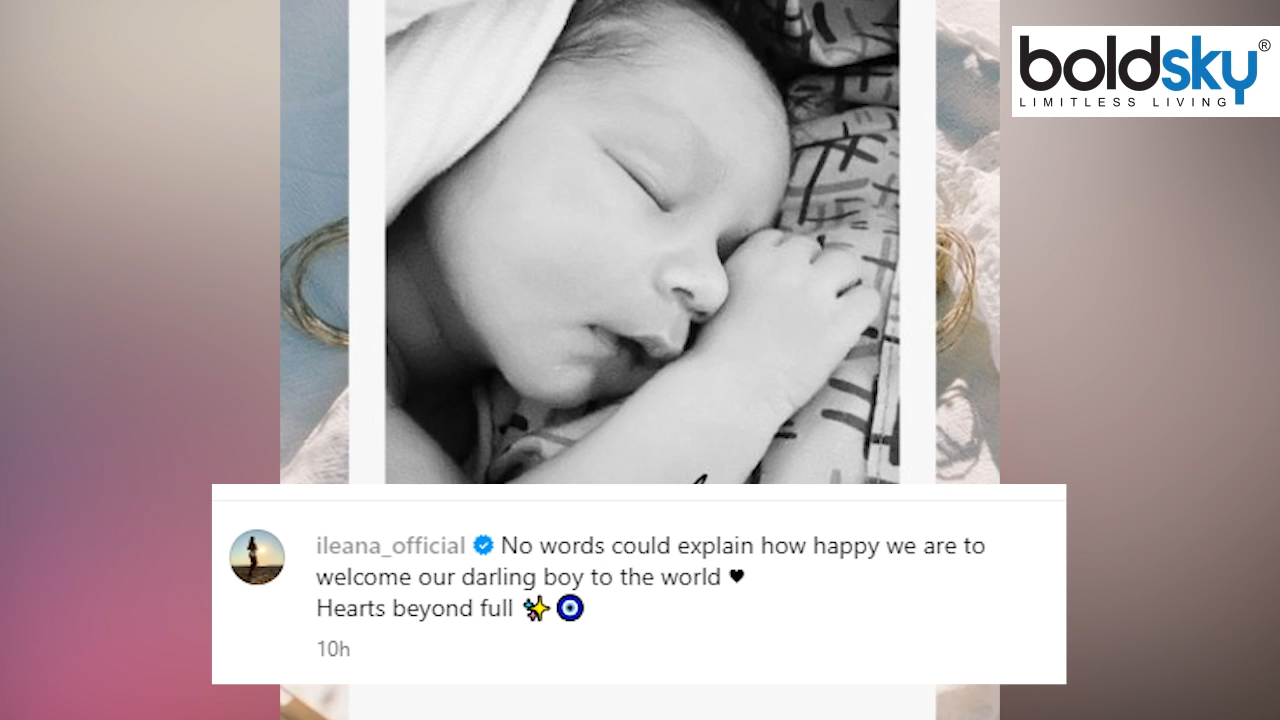 boldsky®
LIMITLESS LIVING
ileana_official No words could explain how happy we are to
welcome our darling boy to the world ♥
Hearts beyond full ✨🧿
10h